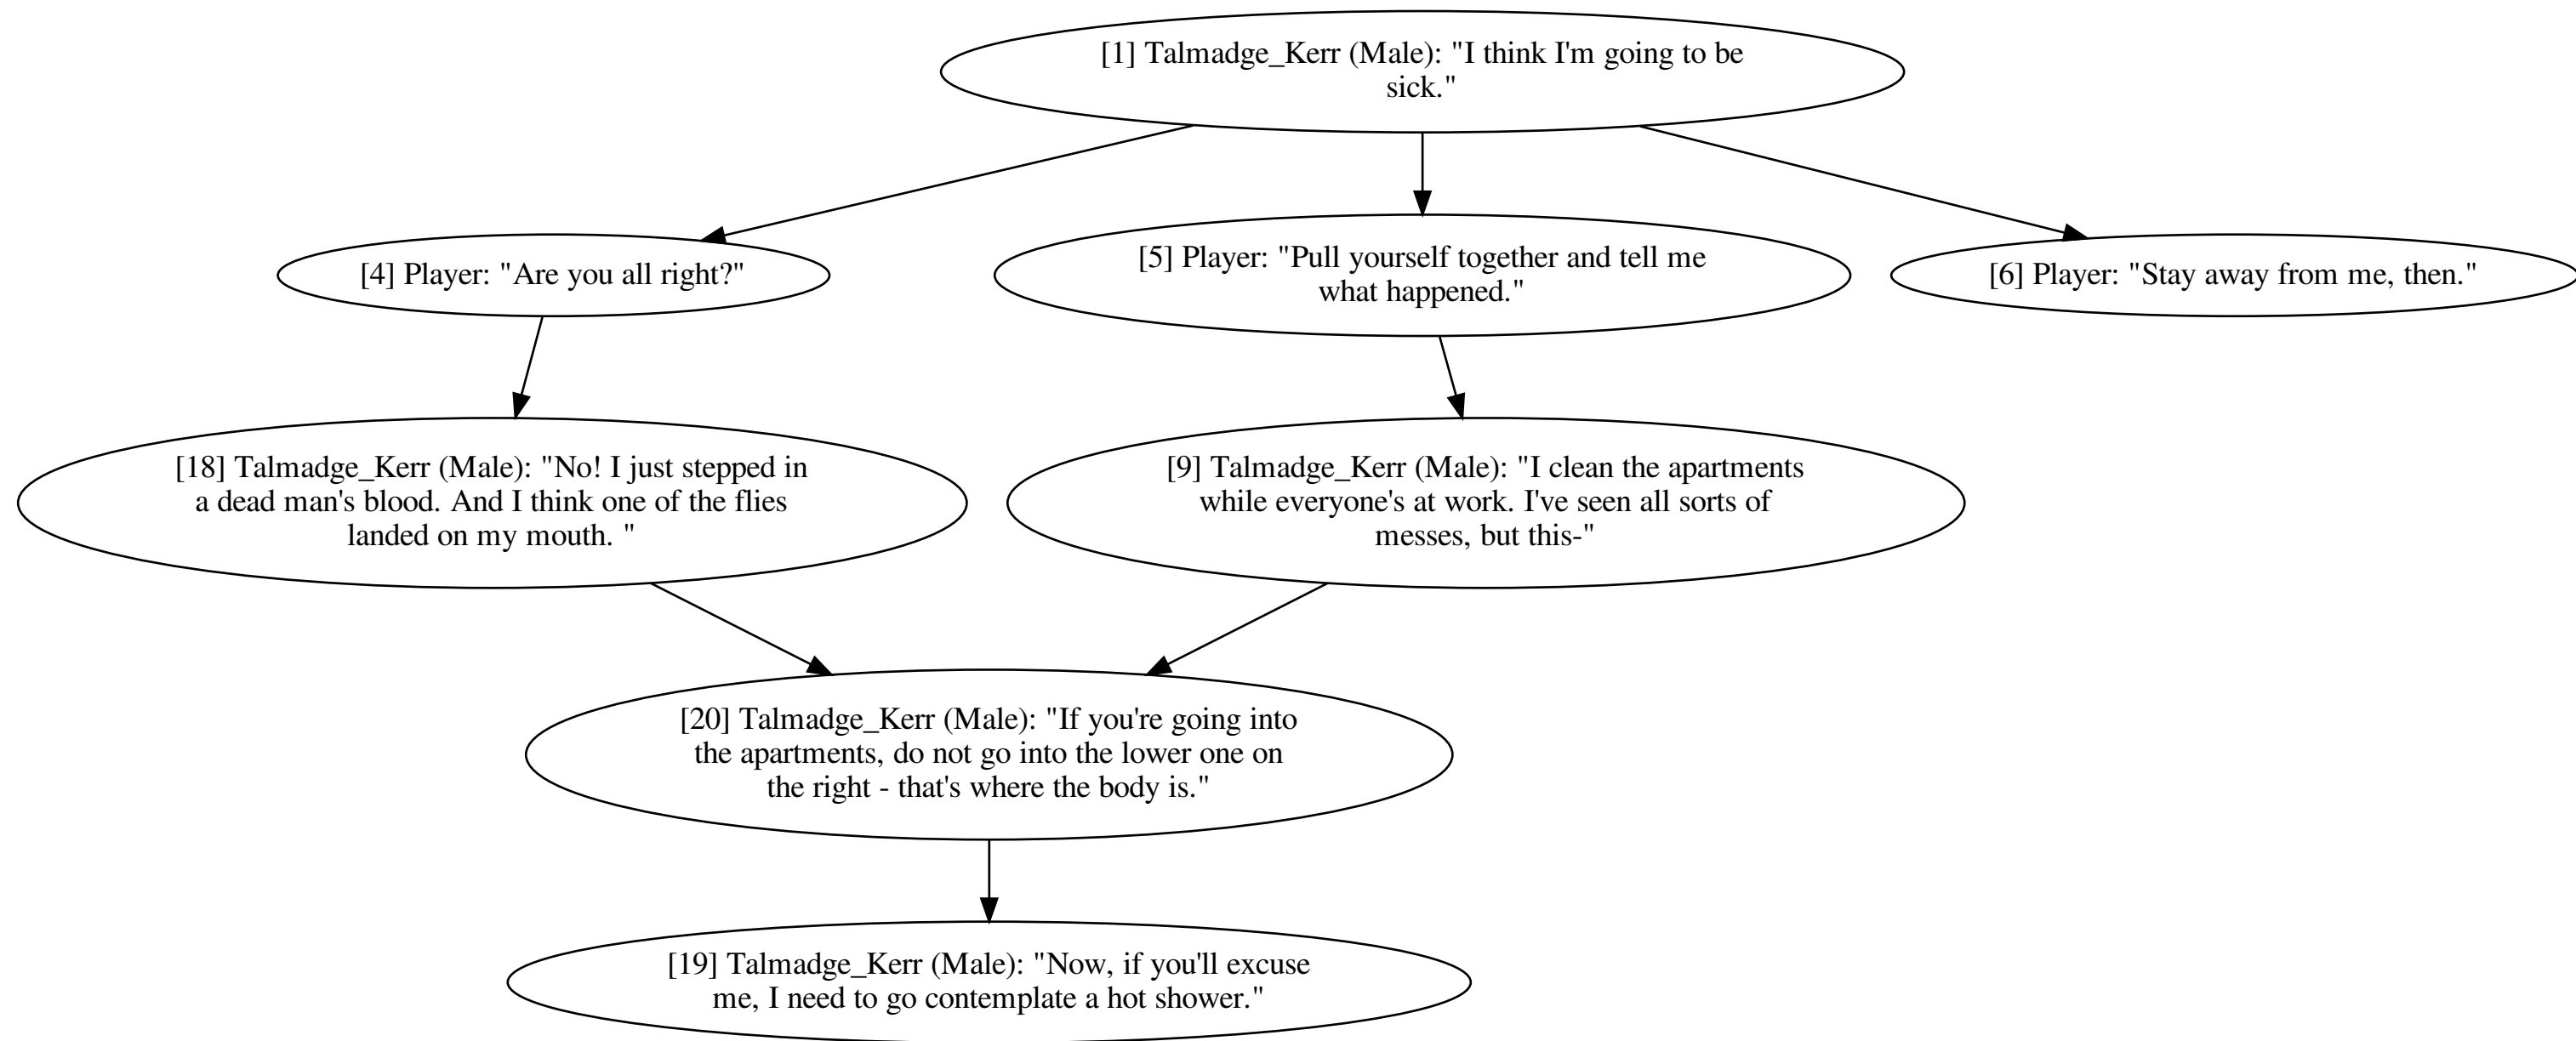 [1] Talmadge_Kerr (Male): "I think I'm going to be
sick."
[4] Player: "Are you all right?"
[5] Player: "Pull yourself together and tell me
what happened."
[6] Player: "Stay away from me, then."
[18] Talmadge_Kerr (Male): "No! I just stepped in
a dead man's blood. And I think one of the flies
landed on my mouth. "
[9] Talmadge_Kerr (Male): "I clean the apartments
while everyone's at work. I've seen all sorts of
messes, but this-"
[20] Talmadge_Kerr (Male): "If you're going into
the apartments, do not go into the lower one on
the right - that's where the body is."
[19] Talmadge_Kerr (Male): "Now, if you'll excuse
me, I need to go contemplate a hot shower."